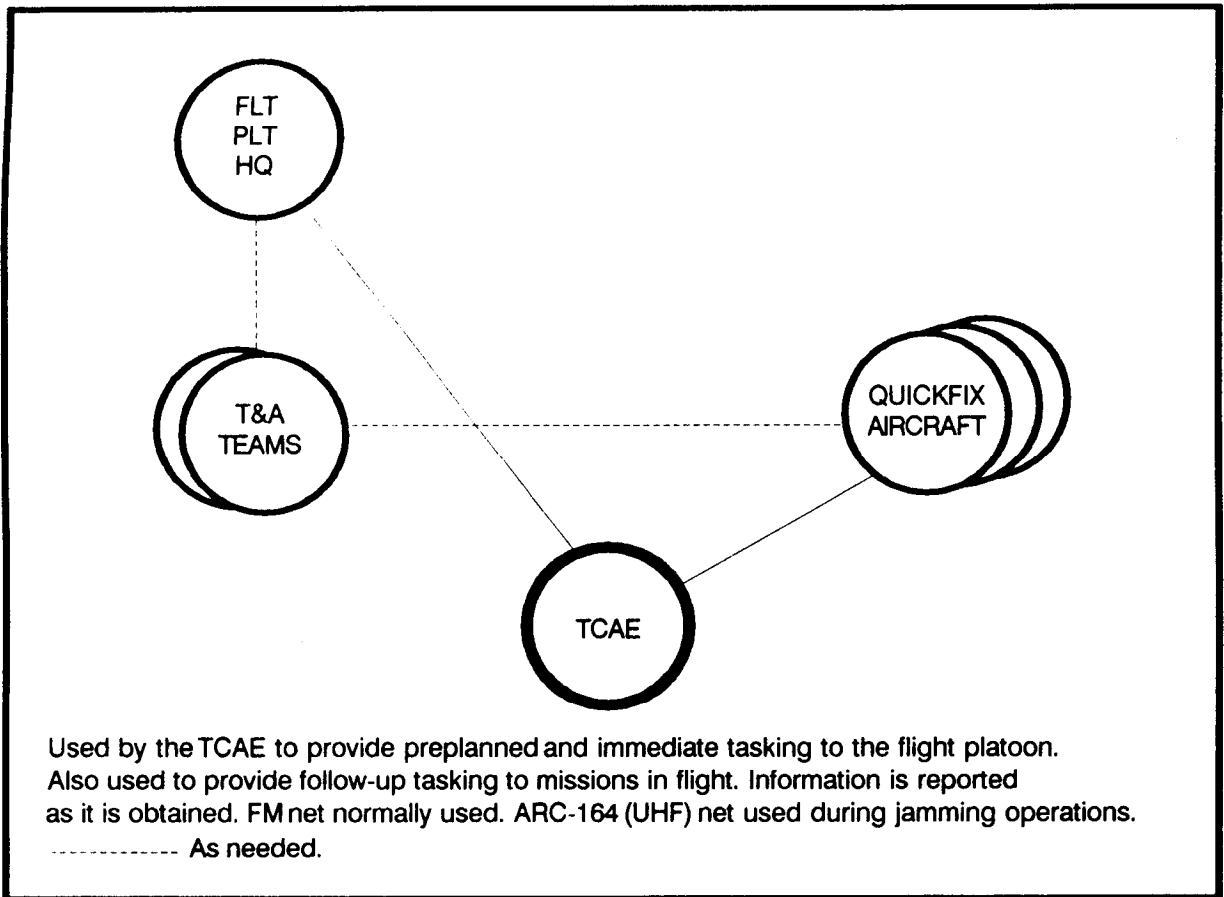 FLT
PLT
HQ
T&A
TEAMS
QUICKFIX
AIRCRAFT
TCAE
Used by the TCAE to provide preplanned and immediate tasking to the flight platoon.
Also used to provide follow-up tasking to missions in flight. Information is reported
as it is obtained. FM net normally used. ARC-164 (UHF) net used during jamming operations.
------------ As needed.